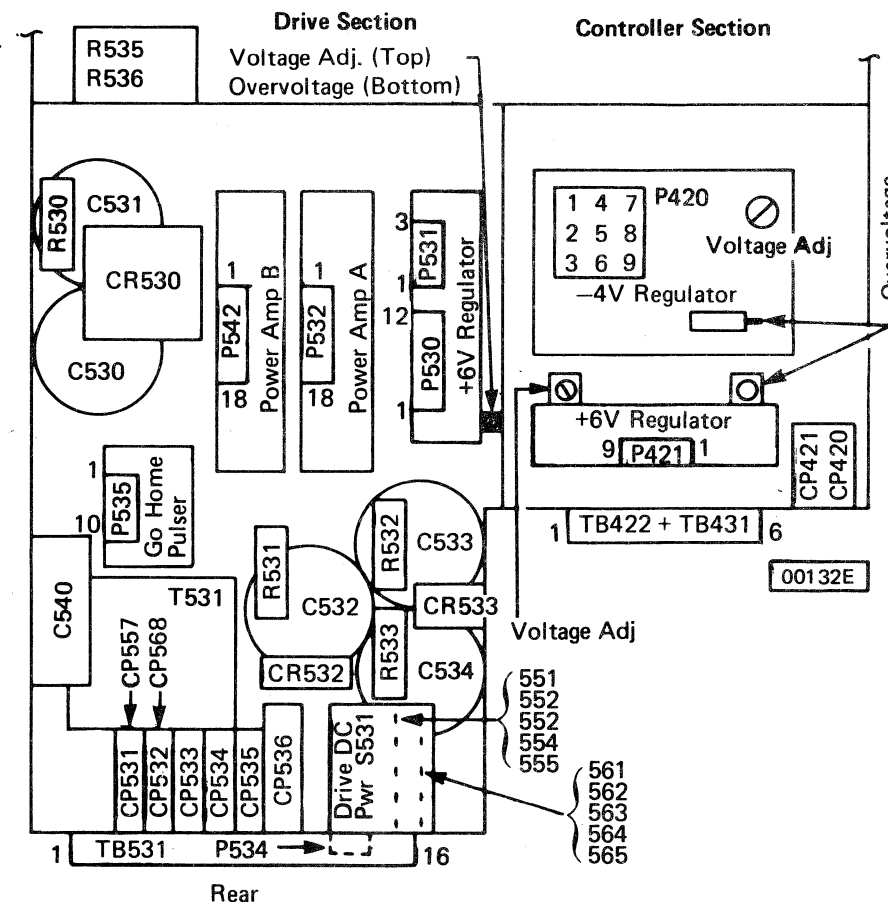 Drive Section
Controller Section
R535
R536
Voltage Adj. (Top)
Overvoltage (Bottom)
R530
C531
CR530
C530
1
P542
18
Power Amp B
1
P532
18
Power Amp A
3
P531
1
12
P530
1
+6V Regulator
1 4 7
2 5 8
3 6 9
P420
Voltage Adj
−4V Regulator
Overvoltage
+6V Regulator
9 P421 1
CP421
CP420
1 TB422 + TB431 6
00132E
Voltage Adj
1
P535
10
Go Home
Pulser
C540
T531
CP557
CP568
R531
C532
CR532
R532
C533
CR533
R533
C534
551
552
552
554
555
561
562
563
564
565
CP531
CP532
CP533
CP534
CP535
CP536
Drive DC
Pwr S531
1 TB531 P534 16
Rear